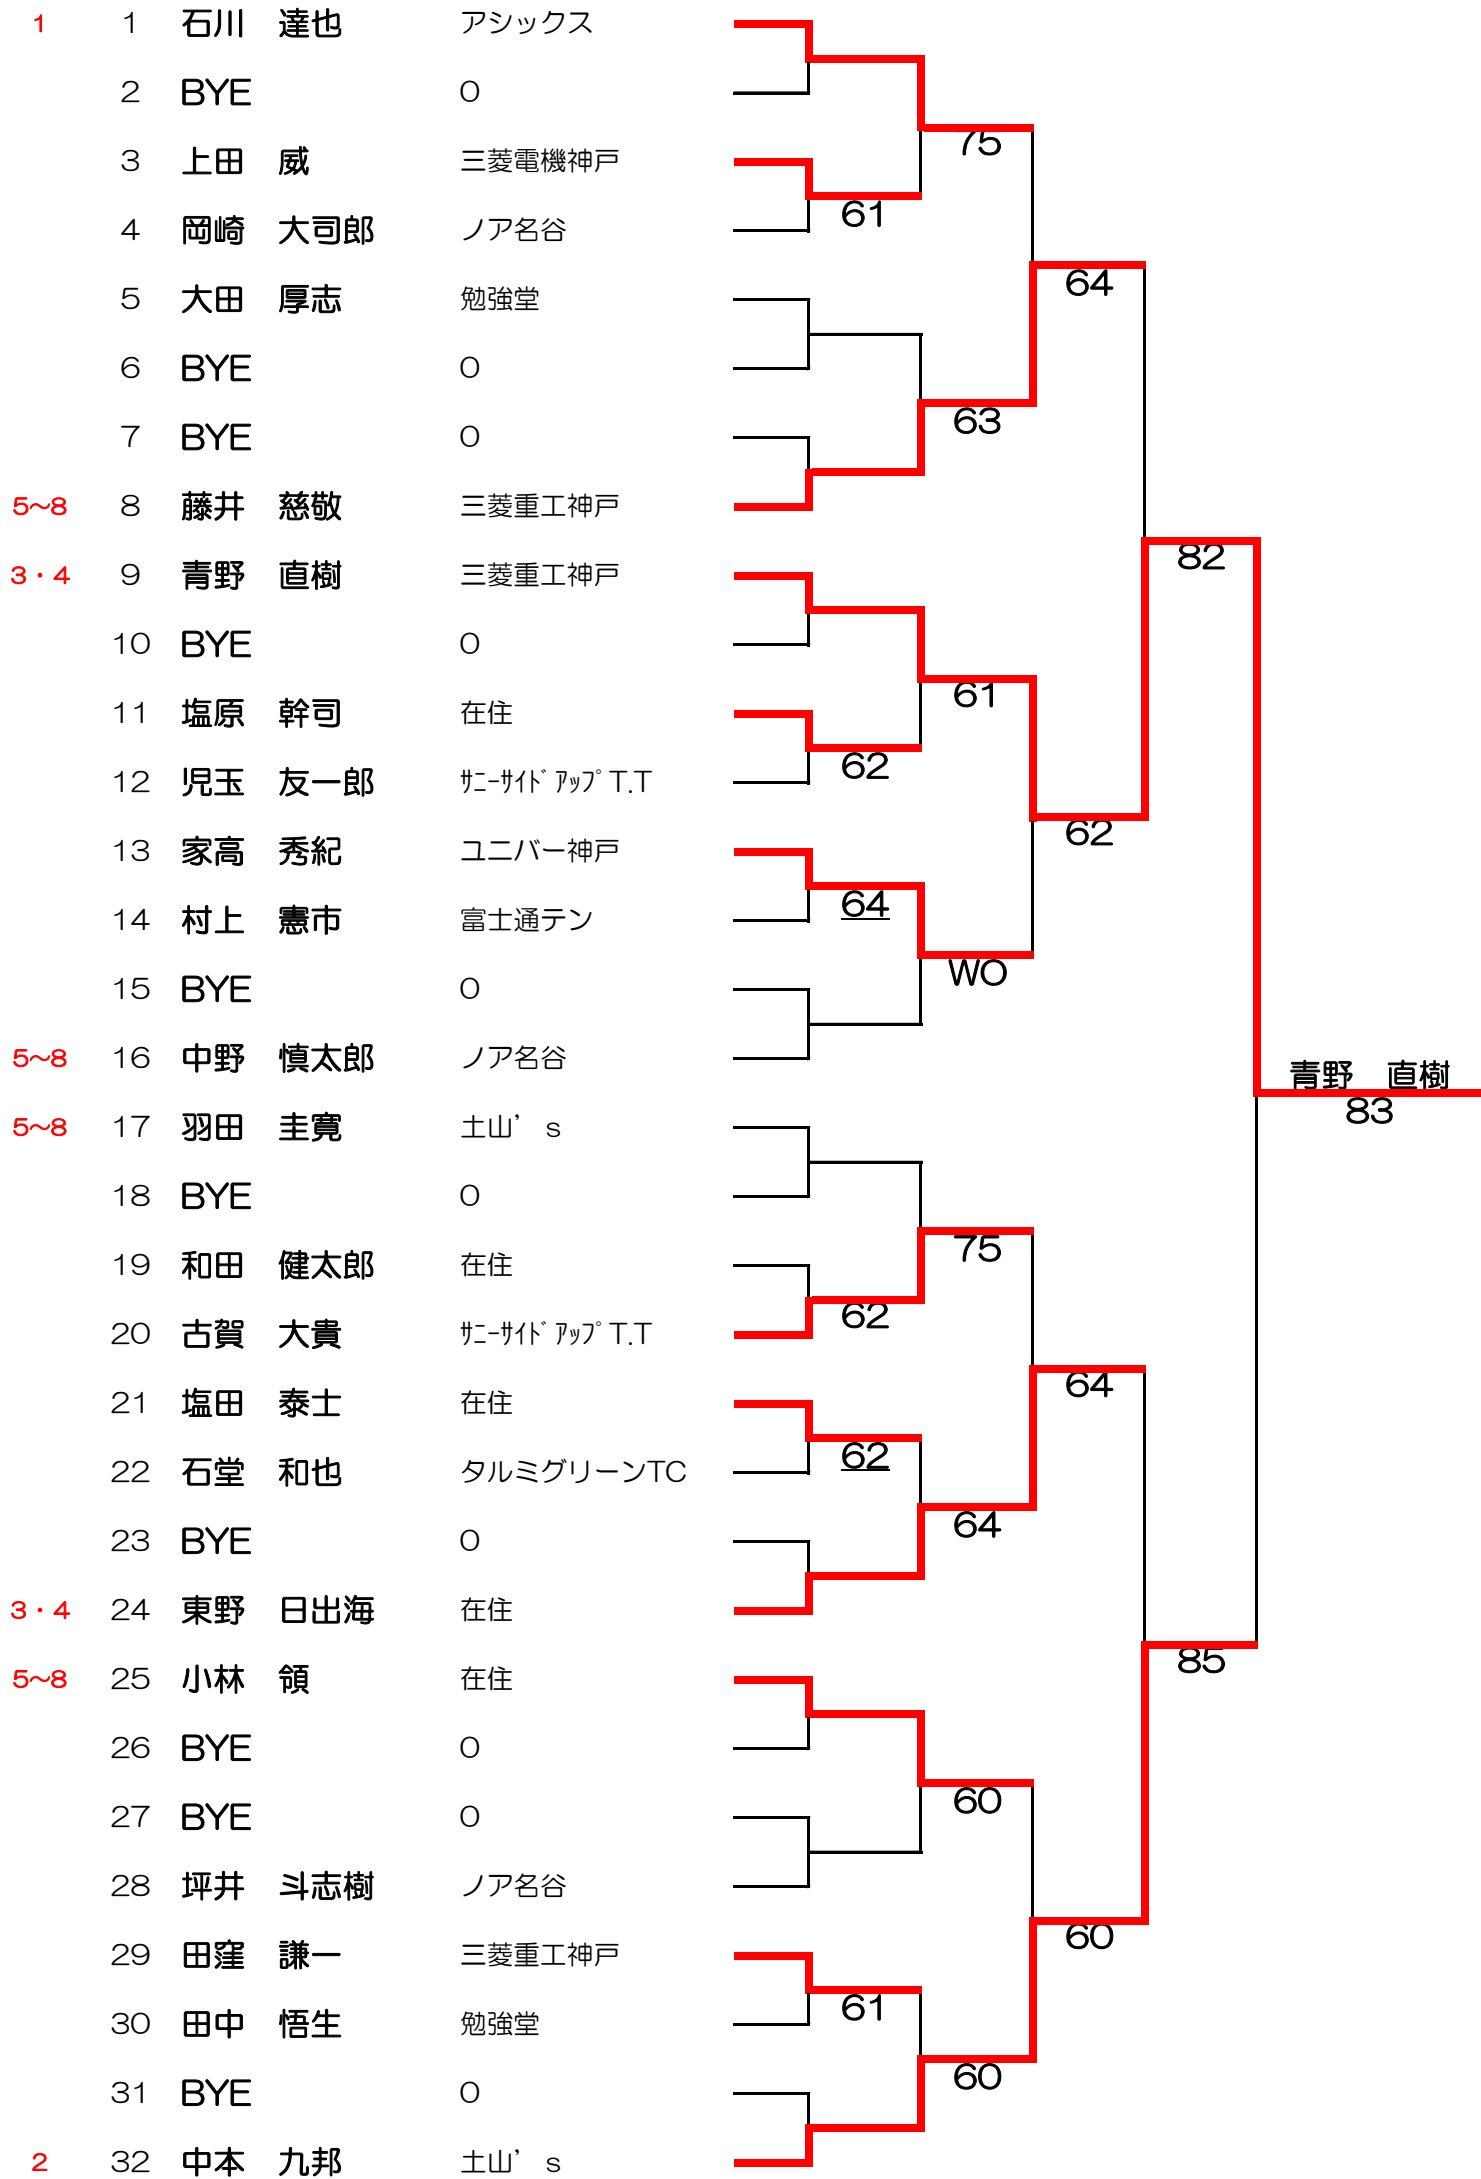 1 1 石川 達也 アシックス
2 BYE 0
75
3 上田 威 三菱電機神戸
61
4 岡崎 大司郎 ノア名谷
64
5 大田 厚志 勉強堂
6 BYE 0
63
7 BYE 0
5~8 8 藤井 慈敬 三菱重工神戸
82
3・4 9 青野 直樹 三菱重工神戸
10 BYE 0
61
11 塩原 幹司 在住
62
12 児玉 友一郎 ｻﾆｰｻｲﾄﾞｱｯﾌﾟT.T
62
13 家高 秀紀 ユニバー神戸
64
14 村上 憲市 富士通テン
WO
15 BYE 0
5~8 16 中野 慎太郎 ノア名谷
青野 直樹
83
5~8 17 羽田 圭寛 土山’s
18 BYE 0
75
19 和田 健太郎 在住
62
20 古賀 大貴 ｻﾆｰｻｲﾄﾞｱｯﾌﾟT.T
64
21 塩田 泰士 在住
62
22 石堂 和也 タルミグリーンTC
64
23 BYE 0
3・4 24 東野 日出海 在住
85
5~8 25 小林 領 在住
26 BYE 0
60
27 BYE 0
28 坪井 斗志樹 ノア名谷
60
29 田窪 謙一 三菱重工神戸
61
30 田中 悟生 勉強堂
60
31 BYE 0
2 32 中本 九邦 土山’s